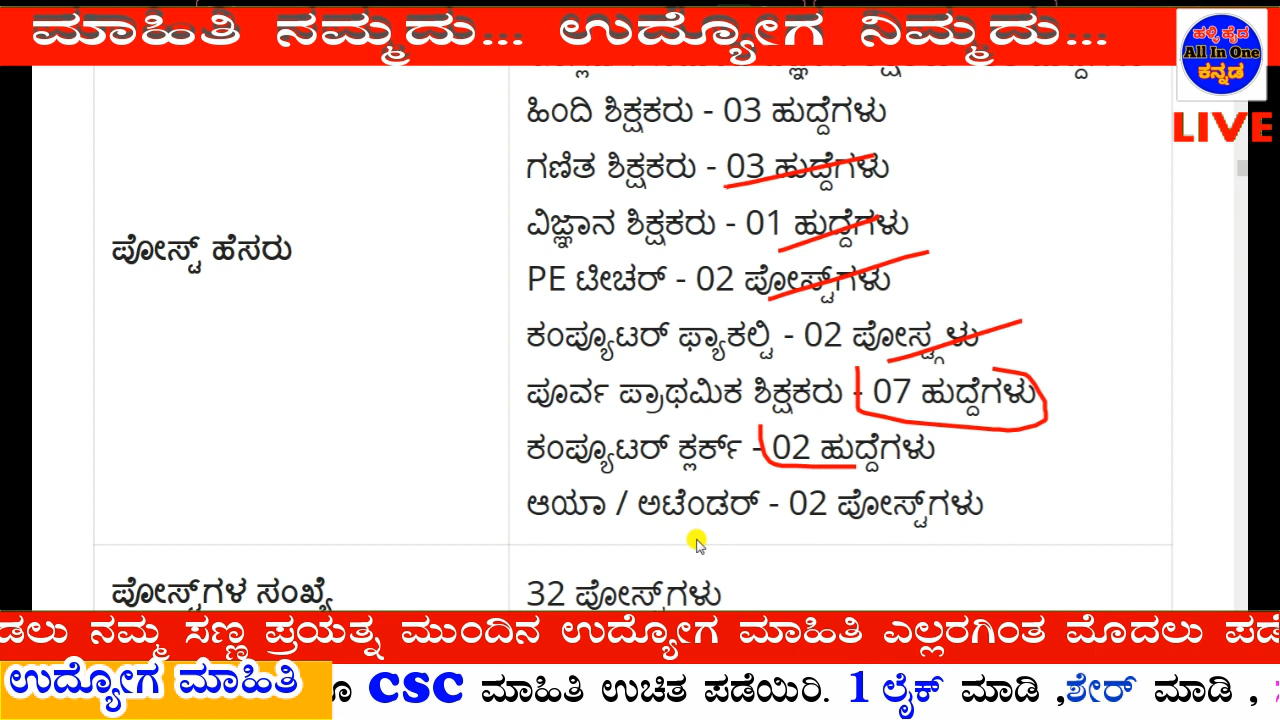 ಮಾಹಿತಿ ನಮ್ಮದು... ಉದ್ಯೋಗ ನಿಮ್ಮದು...
ಹಳ್ಳಿ ಹೈದ
All In One
ಕನ್ನಡ
LIVE
ಹಿಂದಿ ಶಿಕ್ಷಕರು - 03 ಹುದ್ದೆಗಳು
ಗಣಿತ ಶಿಕ್ಷಕರು - 03 ಹುದ್ದೆಗಳು
ವಿಜ್ಞಾನ ಶಿಕ್ಷಕರು - 01 ಹುದ್ದೆಗಳು
ಪೋಸ್ಟ್ ಹೆಸರು
PE ಟೀಚರ್ - 02 ಪೋಸ್ಟ್‌ಗಳು
ಕಂಪ್ಯೂಟರ್ ಫ್ಯಾಕಲ್ಟಿ - 02 ಪೋಸ್ಟ್ಗಳು
ಪೂರ್ವ ಪ್ರಾಥಮಿಕ ಶಿಕ್ಷಕರು - 07 ಹುದ್ದೆಗಳು
ಕಂಪ್ಯೂಟರ್ ಕ್ಲರ್ಕ್ - 02 ಹುದ್ದೆಗಳು
ಆಯಾ / ಅಟೆಂಡರ್ - 02 ಪೋಸ್ಟ್‌ಗಳು
ಪೋಸ್ಟ್‌ಗಳ ಸಂಖ್ಯೆ 32 ಪೋಸ್ಟ್‌ಗಳು
ನಮ್ಮ ಸಣ್ಣ ಪ್ರಯತ್ನ ಮುಂದಿನ ಉದ್ಯೋಗ ಮಾಹಿತಿ ಎಲ್ಲರಗಿಂತ ಮೊದಲು
ಉದ್ಯೋಗ ಮಾಹಿತಿ CSC ಮಾಹಿತಿ ಉಚಿತ ಪಡೆಯಿರಿ. 1 ಲೈಕ್ ಮಾಡಿ ,ಶೇರ್ ಮಾಡಿ ,